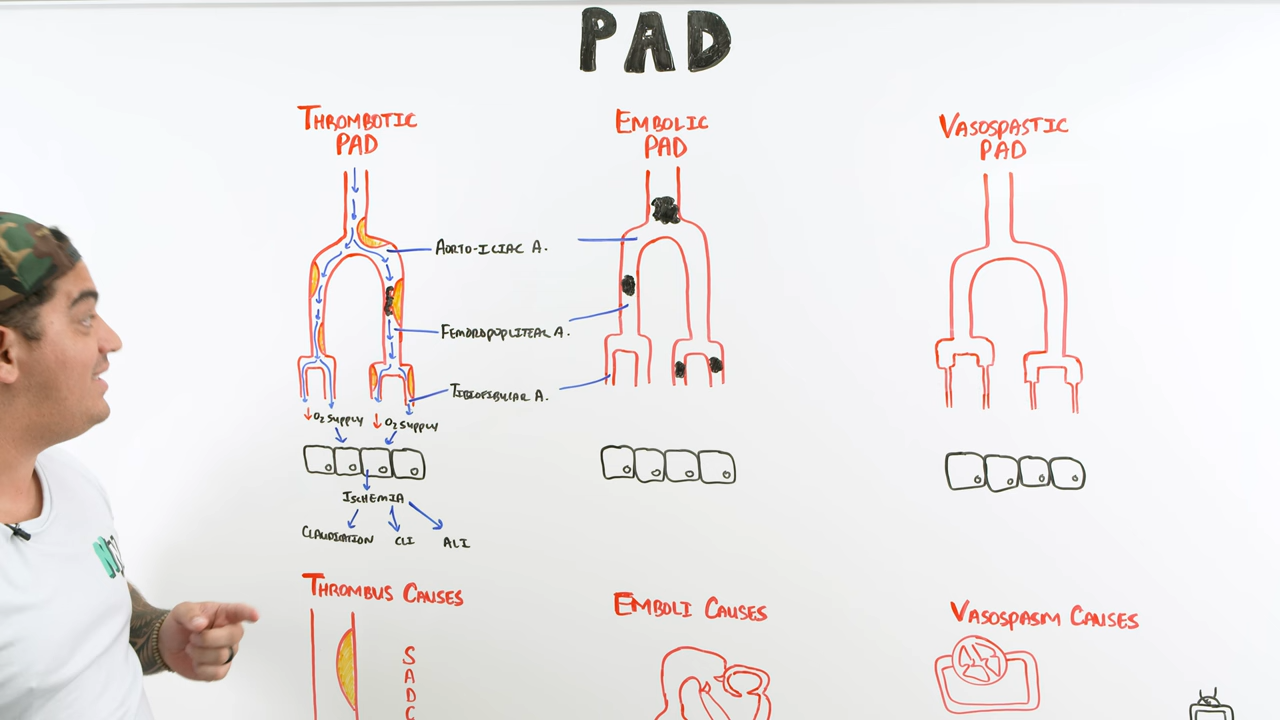 PAD
THROMBOTIC
PAD
EMBOLIC
PAD
VASOSPASTIC
PAD
AORTO-ILIAC A.
FEMOROPOPLITEAL A.
TIBIOFIBULAR A.
↓ O2 SUPPLY
↓ O2 SUPPLY
ISCHEMIA
CLAUDICATION
CLI
ALI
THROMBUS CAUSES
EMBOLI CAUSES
VASOSPASM CAUSES
S
A
D
C